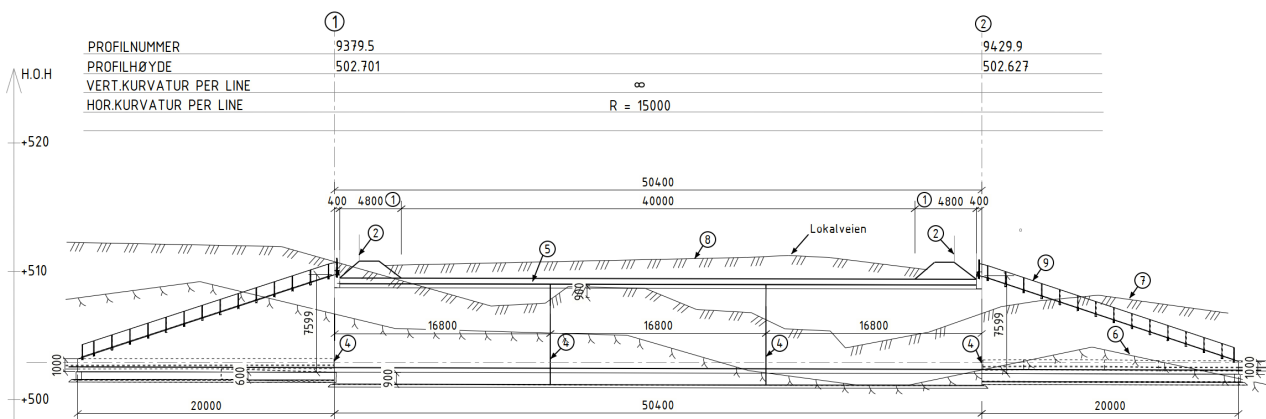 1 2
PROFILNUMMER 9379.5 9429.9
PROFILHØYDE 502.701 502.627
H.O.H
VERT.KURVATUR PER LINE ∞
HOR.KURVATUR PER LINE R = 15000
+520
50400
400 4800 1 40000 1 4800 400
2 8 Lokalveien 2
5 9
+510
7
900
7599 16800 16800 16800 7599
6
4 4 4 4
1000 600 900 1000
+500
20000 50400 20000